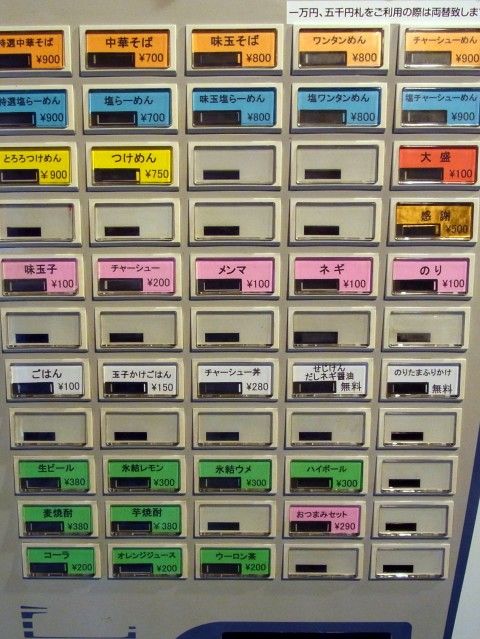 一万円、五千円札をご利用の際は両替致しま
特選中華そば ¥900
中華そば ¥700
味玉そば ¥800
ワンタンめん ¥800
チャーシューめん ¥900
特選塩らーめん ¥900
塩らーめん ¥700
味玉塩らーめん ¥800
塩ワンタンめん ¥800
塩チャーシューめん ¥900
とろろつけめん ¥900
つけめん ¥750
大盛 ¥100
感謝 ¥500
味玉子 ¥100
チャーシュー ¥200
メンマ ¥100
ネギ ¥100
のり ¥100
ごはん ¥100
玉子かけごはん ¥150
チャーシュー丼 ¥280
せじけん
だしネギ醤油 無料
のりたまふりかけ 無料
生ビール ¥380
氷結レモン ¥300
氷結ウメ ¥300
ハイボール ¥300
麦焼酎 ¥380
芋焼酎 ¥380
おつまみセット ¥290
コーラ ¥200
オレンジジュース ¥200
ウーロン茶 ¥200